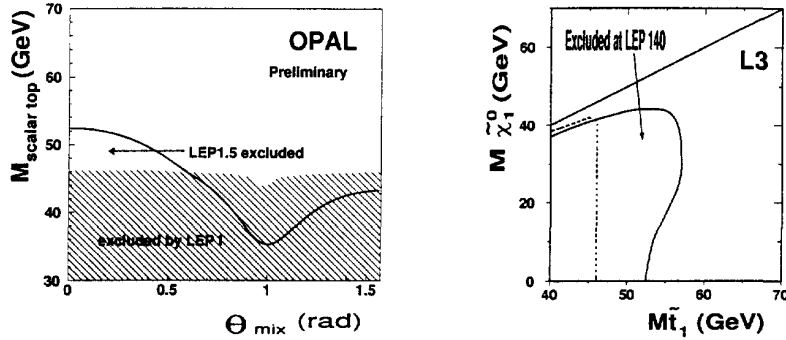 M scalar top (GeV)
70
60
50
40
30
OPAL
Preliminary
LEP1.5 excluded
excluded by LEP1
0
0.5
1
1.5
Θ mix (rad)
M χ̃₁⁰ (GeV)
60
40
20
0
Excluded at LEP 140
L3
40
50
60
70
Mt̃₁ (GeV)